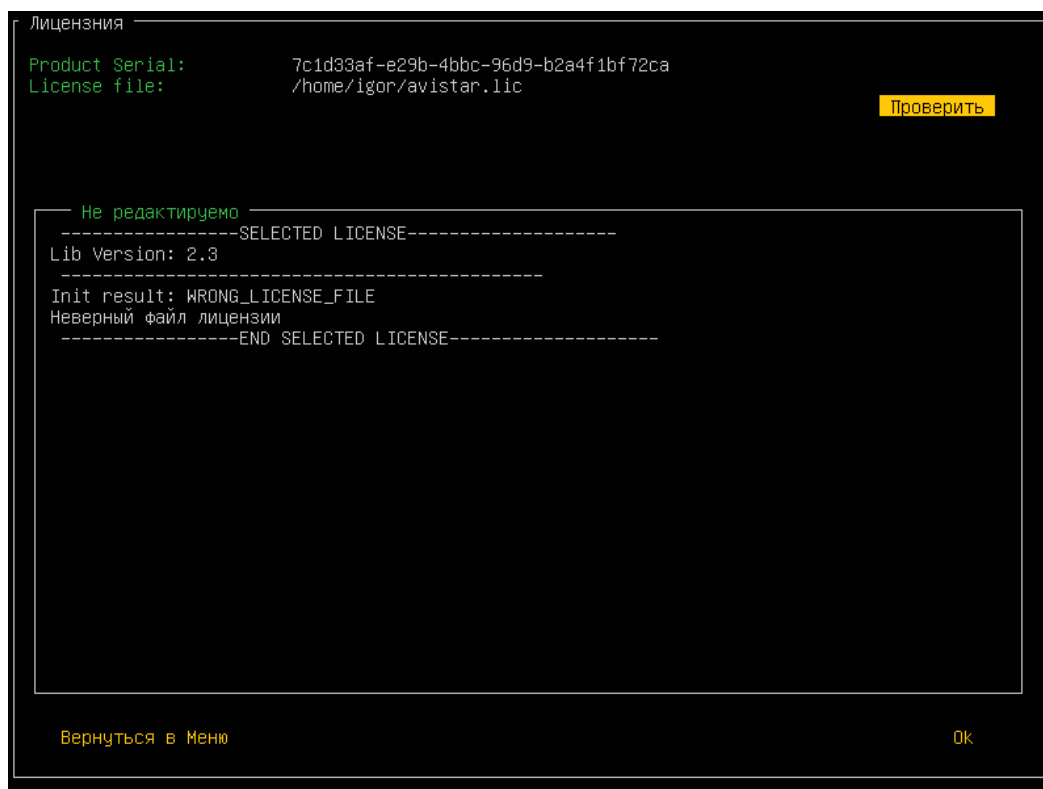 Лицензния
Product Serial: 7c1d33af-e29b-4bbc-96d9-b2a4f1bf72ca
License file: /home/igor/avistar.lic
Проверить
Не редактируемо
-----------------SELECTED LICENSE--------------------
Lib Version: 2.3
----------------------------------------------
Init result: WRONG_LICENSE_FILE
Неверный файл лицензии
-----------------END SELECTED LICENSE--------------------
Вернуться в Меню Ok